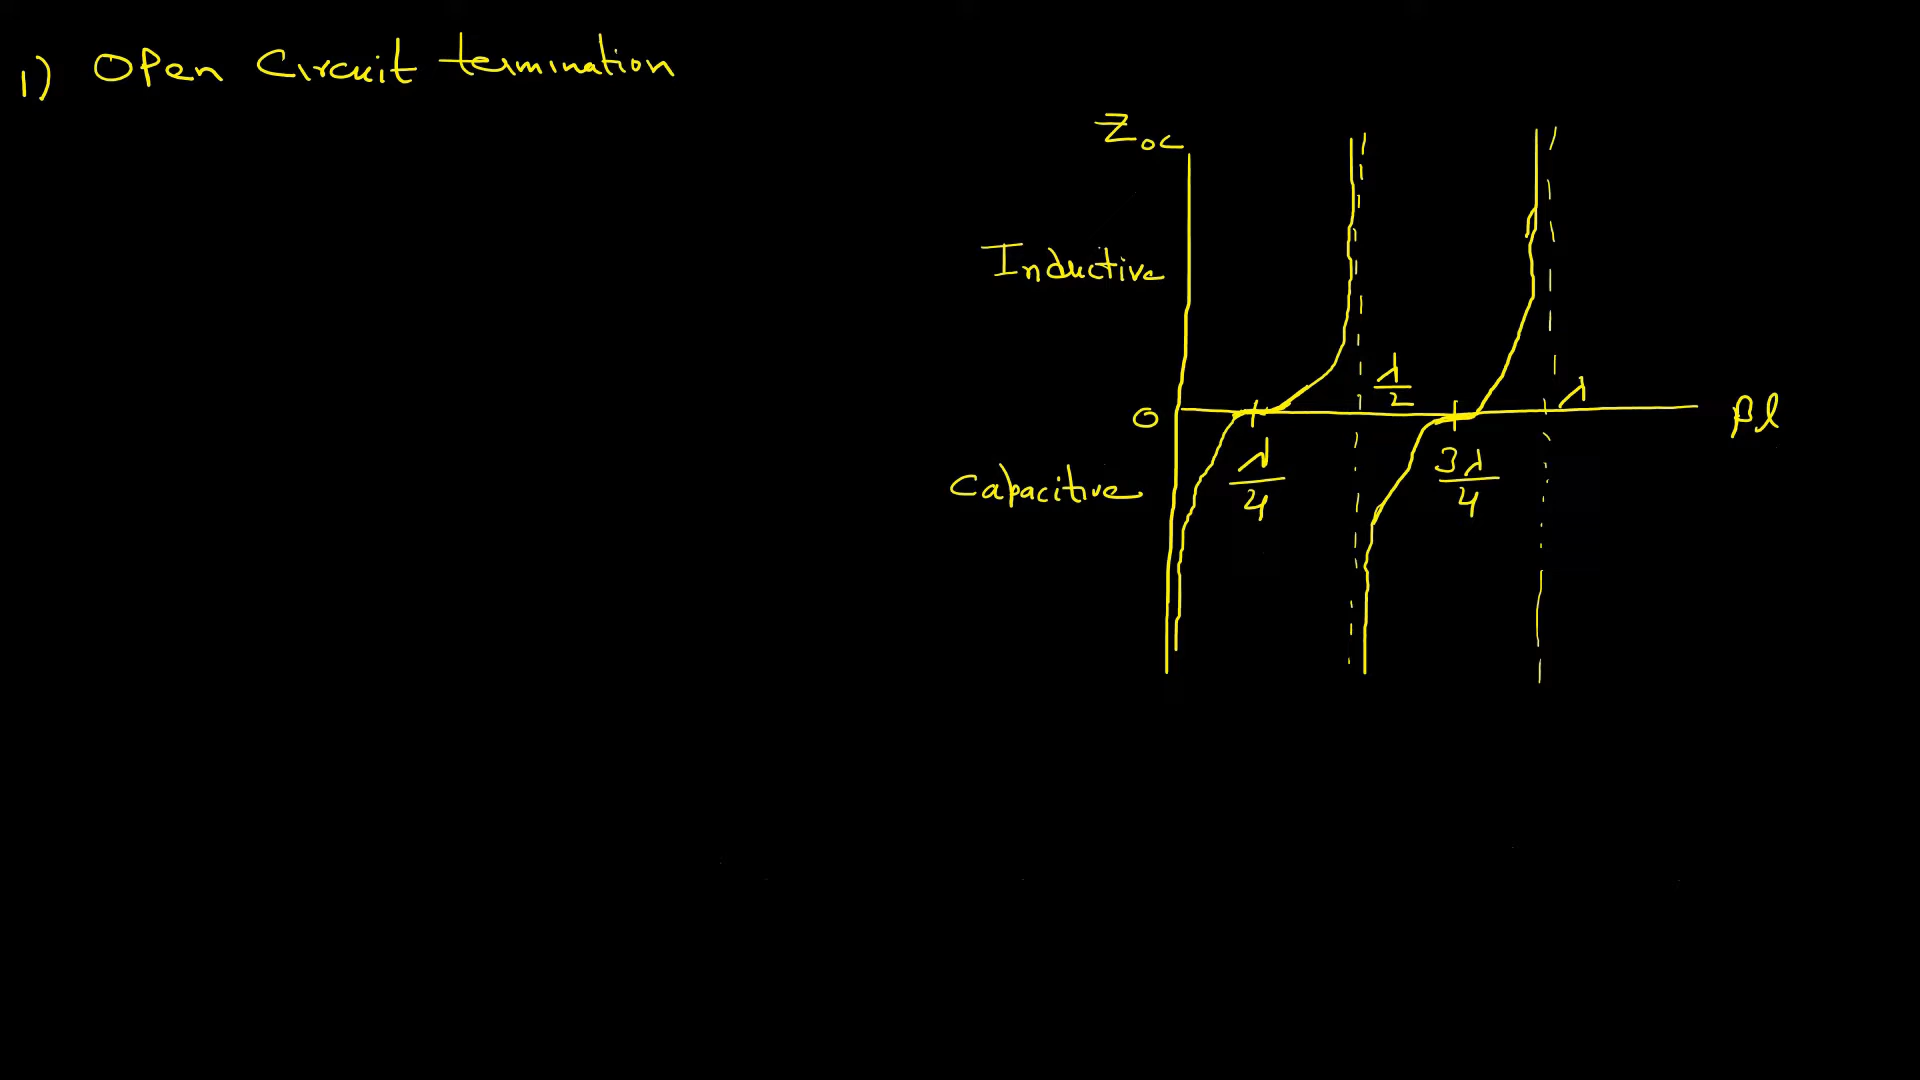 1) Open Circuit termination
Zoc
Inductive
λ/2
λ
0
βl
Capacitive
λ/4
3λ/4